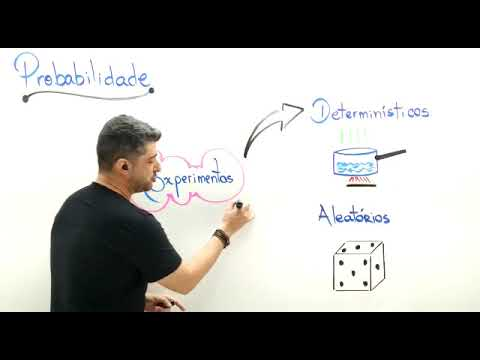 Probabilidade
Determinísticos
Experimentos
Aleatórios